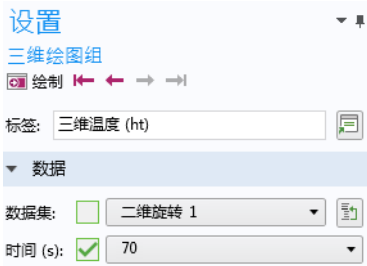 设置
三维绘图组
绘制
标签: 三维温度 (ht)
数据
数据集: 二维旋转 1
时间 (s): 70